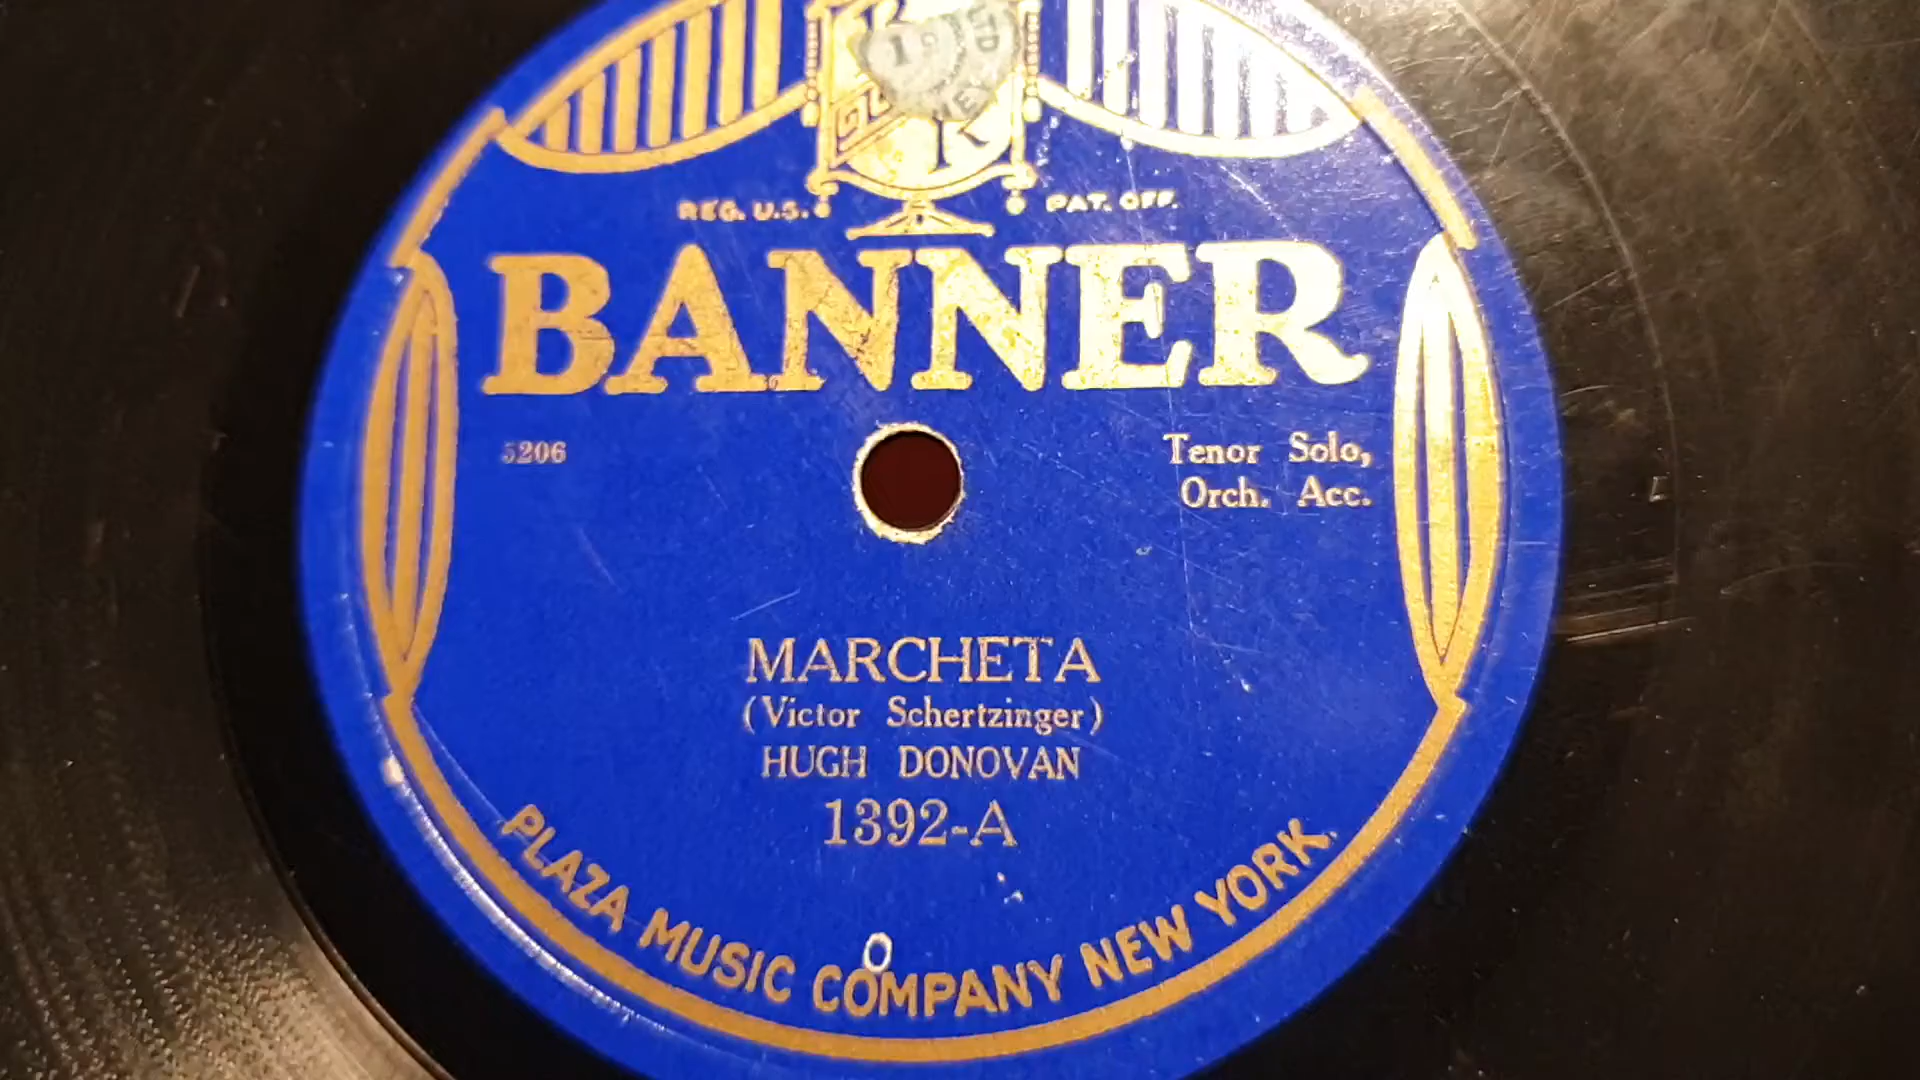 REG. U.S. PAT. OFF.
BANNER
5206
Tenor Solo,
Orch. Acc.
MARCHETA
(Victor Schertzinger)
HUGH DONOVAN
1392-A
PLAZA MUSIC COMPANY NEW YORK.